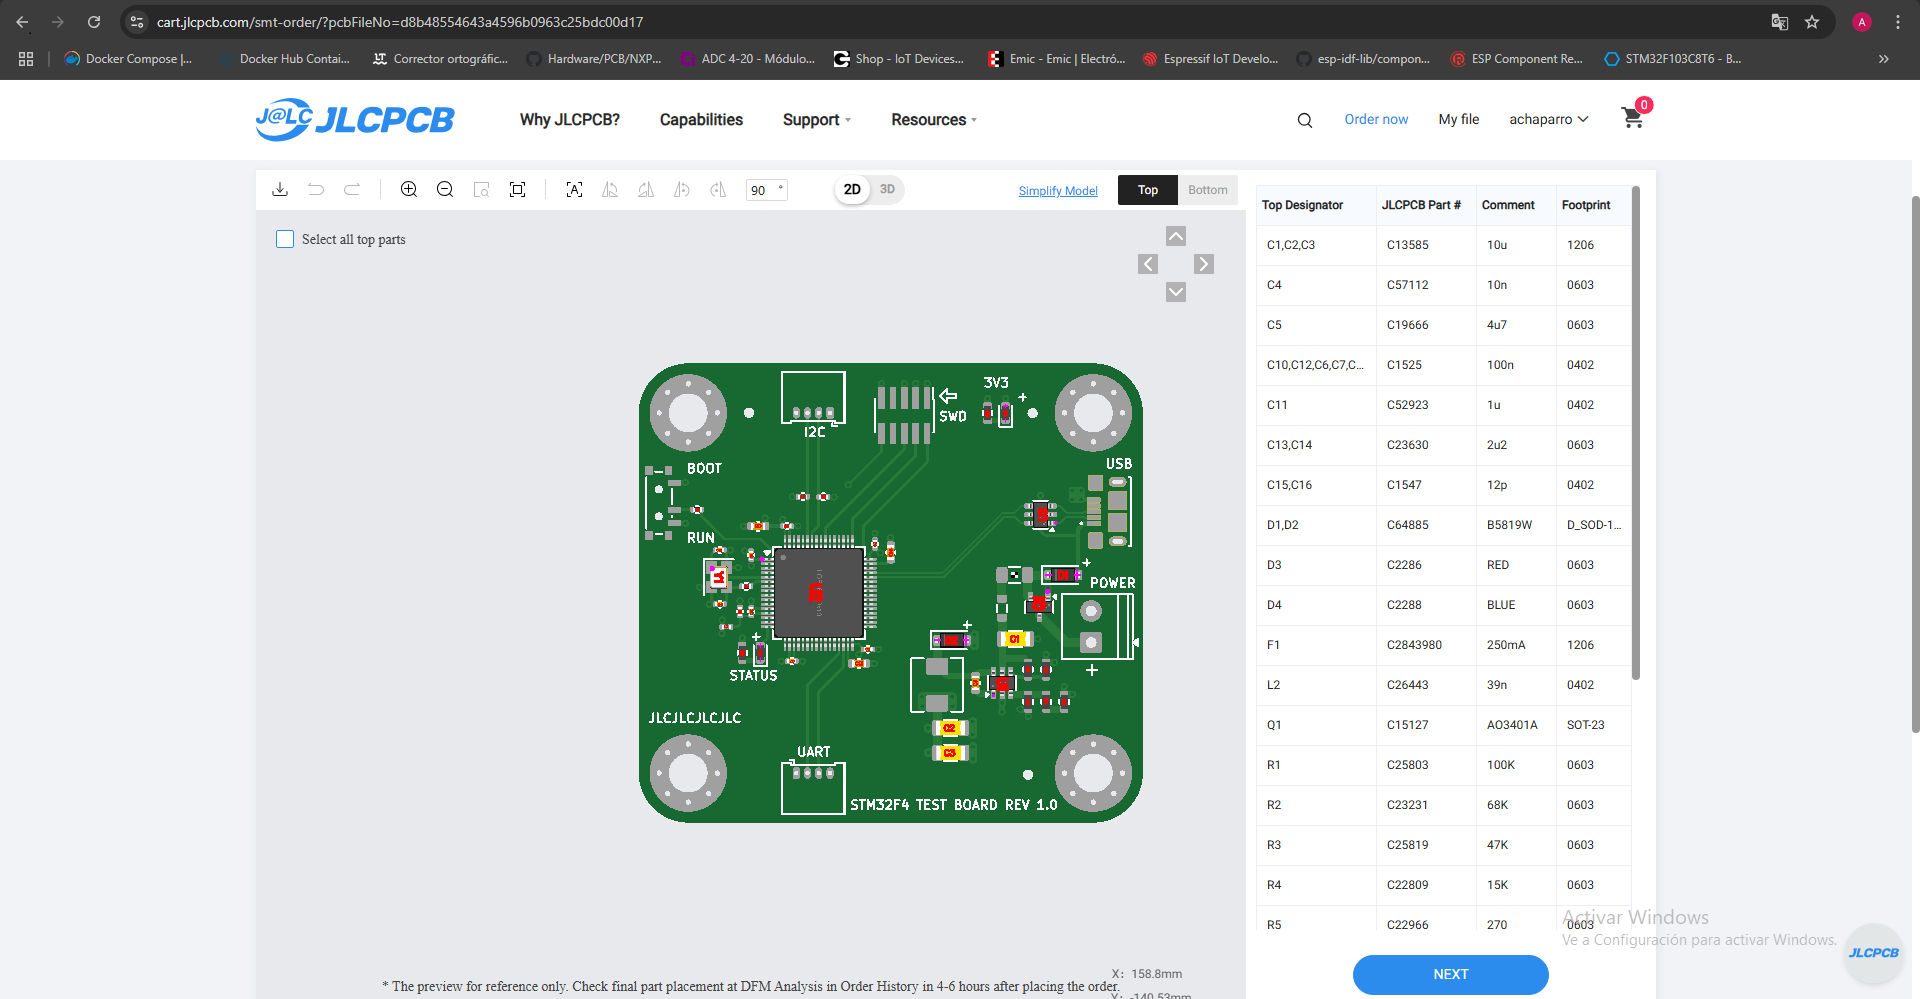 cart.jlcpcb.com/smt-order/?pcbFileNo=d8b48554643a4596b0963c25bdc00d17
A
Docker Compose |...
Docker Hub Contai...
Corrector ortográfic...
Hardware/PCB/NXP...
ADC 4-20 - Módulo...
Shop - IoT Devices...
Emic - Emic | Electró...
Espressif IoT Develo...
esp-idf-lib/compon...
ESP Component Re...
STM32F103C8T6 - B...
J@LC JLCPCB
Why JLCPCB?
Capabilities
Support
Resources
Order now
My file
achaparro
0
90 °
2D
3D
Simplify Model
Top
Bottom
Select all top parts
I2C
SWD
3V3
+
USB
BOOT
RUN
Y1
+
POWER
C1
+
+
+
STATUS
JLCJLCJLCJLC
C2
C3
UART
STM32F4 TEST BOARD REV 1.0
Top Designator JLCPCB Part # Comment Footprint
C1,C2,C3 C13585 10u 1206
C4 C57112 10n 0603
C5 C19666 4u7 0603
C10,C12,C6,C7,C... C1525 100n 0402
C11 C52923 1u 0402
C13,C14 C23630 2u2 0603
C15,C16 C1547 12p 0402
D1,D2 C64885 B5819W D_SOD-1...
D3 C2286 RED 0603
D4 C2288 BLUE 0603
F1 C2843980 250mA 1206
L2 C26443 39n 0402
Q1 C15127 AO3401A SOT-23
R1 C25803 100K 0603
R2 C23231 68K 0603
R3 C25819 47K 0603
R4 C22809 15K 0603
R5 C22966 270 0603
Activar Windows
Ve a Configuración para activar Windows.
JLCPCB
NEXT
X: 158.8mm
Y: -140.53mm
* The preview for reference only. Check final part placement at DFM Analysis in Order History in 4-6 hours after placing the order.